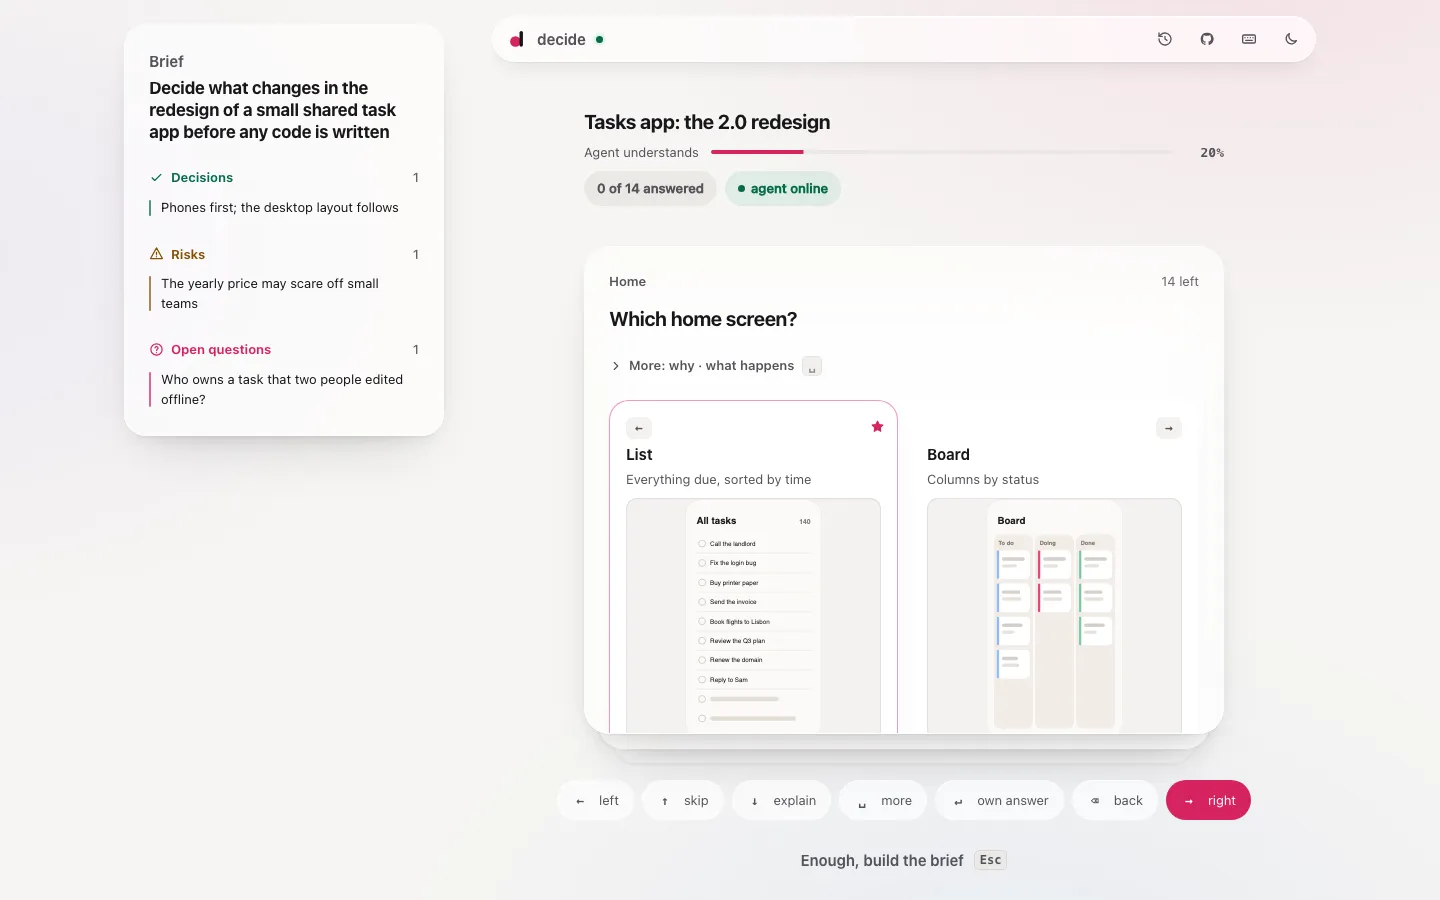 Brief
Decide what changes in the
redesign of a small shared task
app before any code is written
Decisions 1
Phones first; the desktop layout follows
Risks 1
The yearly price may scare off small
teams
Open questions 1
Who owns a task that two people edited
offline?
decide
Tasks app: the 2.0 redesign
Agent understands 20%
0 of 14 answered agent online
Home 14 left
Which home screen?
More: why · what happens ␣
← →
List
Everything due, sorted by time
All tasks 140
Call the landlord
Fix the login bug
Buy printer paper
Send the invoice
Book flights to Lisbon
Review the Q3 plan
Renew the domain
Reply to Sam
Board
Columns by status
Board
To do Doing Done
← left ↑ skip ↓ explain ␣ more ↵ own answer ⌫ back → right
Enough, build the brief Esc